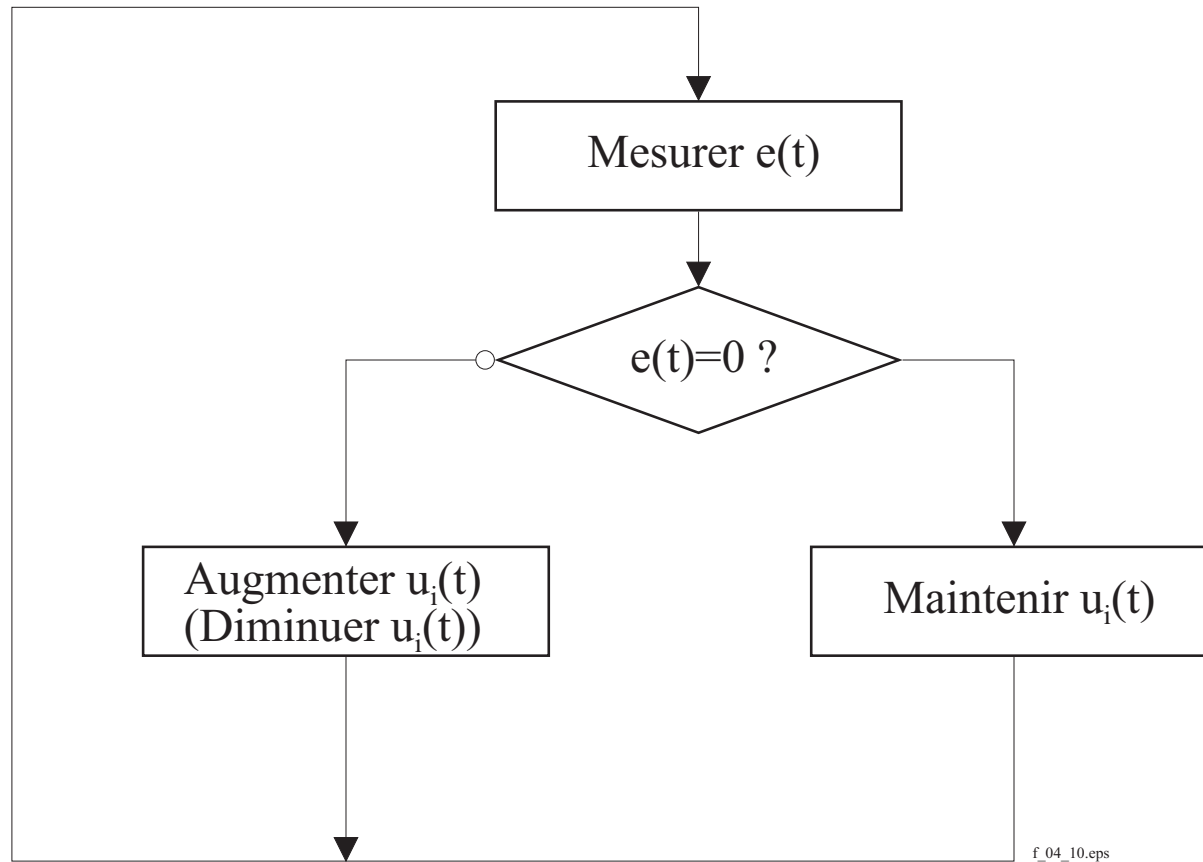 Mesurer e(t)
e(t)=0 ?
Augmenter uᵢ(t)
(Diminuer uᵢ(t))
Maintenir uᵢ(t)
f_04_10.eps